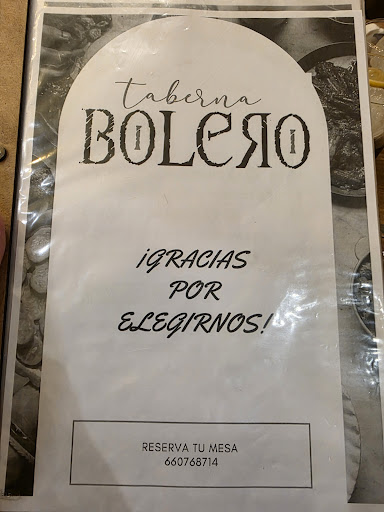 taberna
BOLERO
¡GRACIAS
POR
ELEGIRNOS!
RESERVA TU MESA
660768714